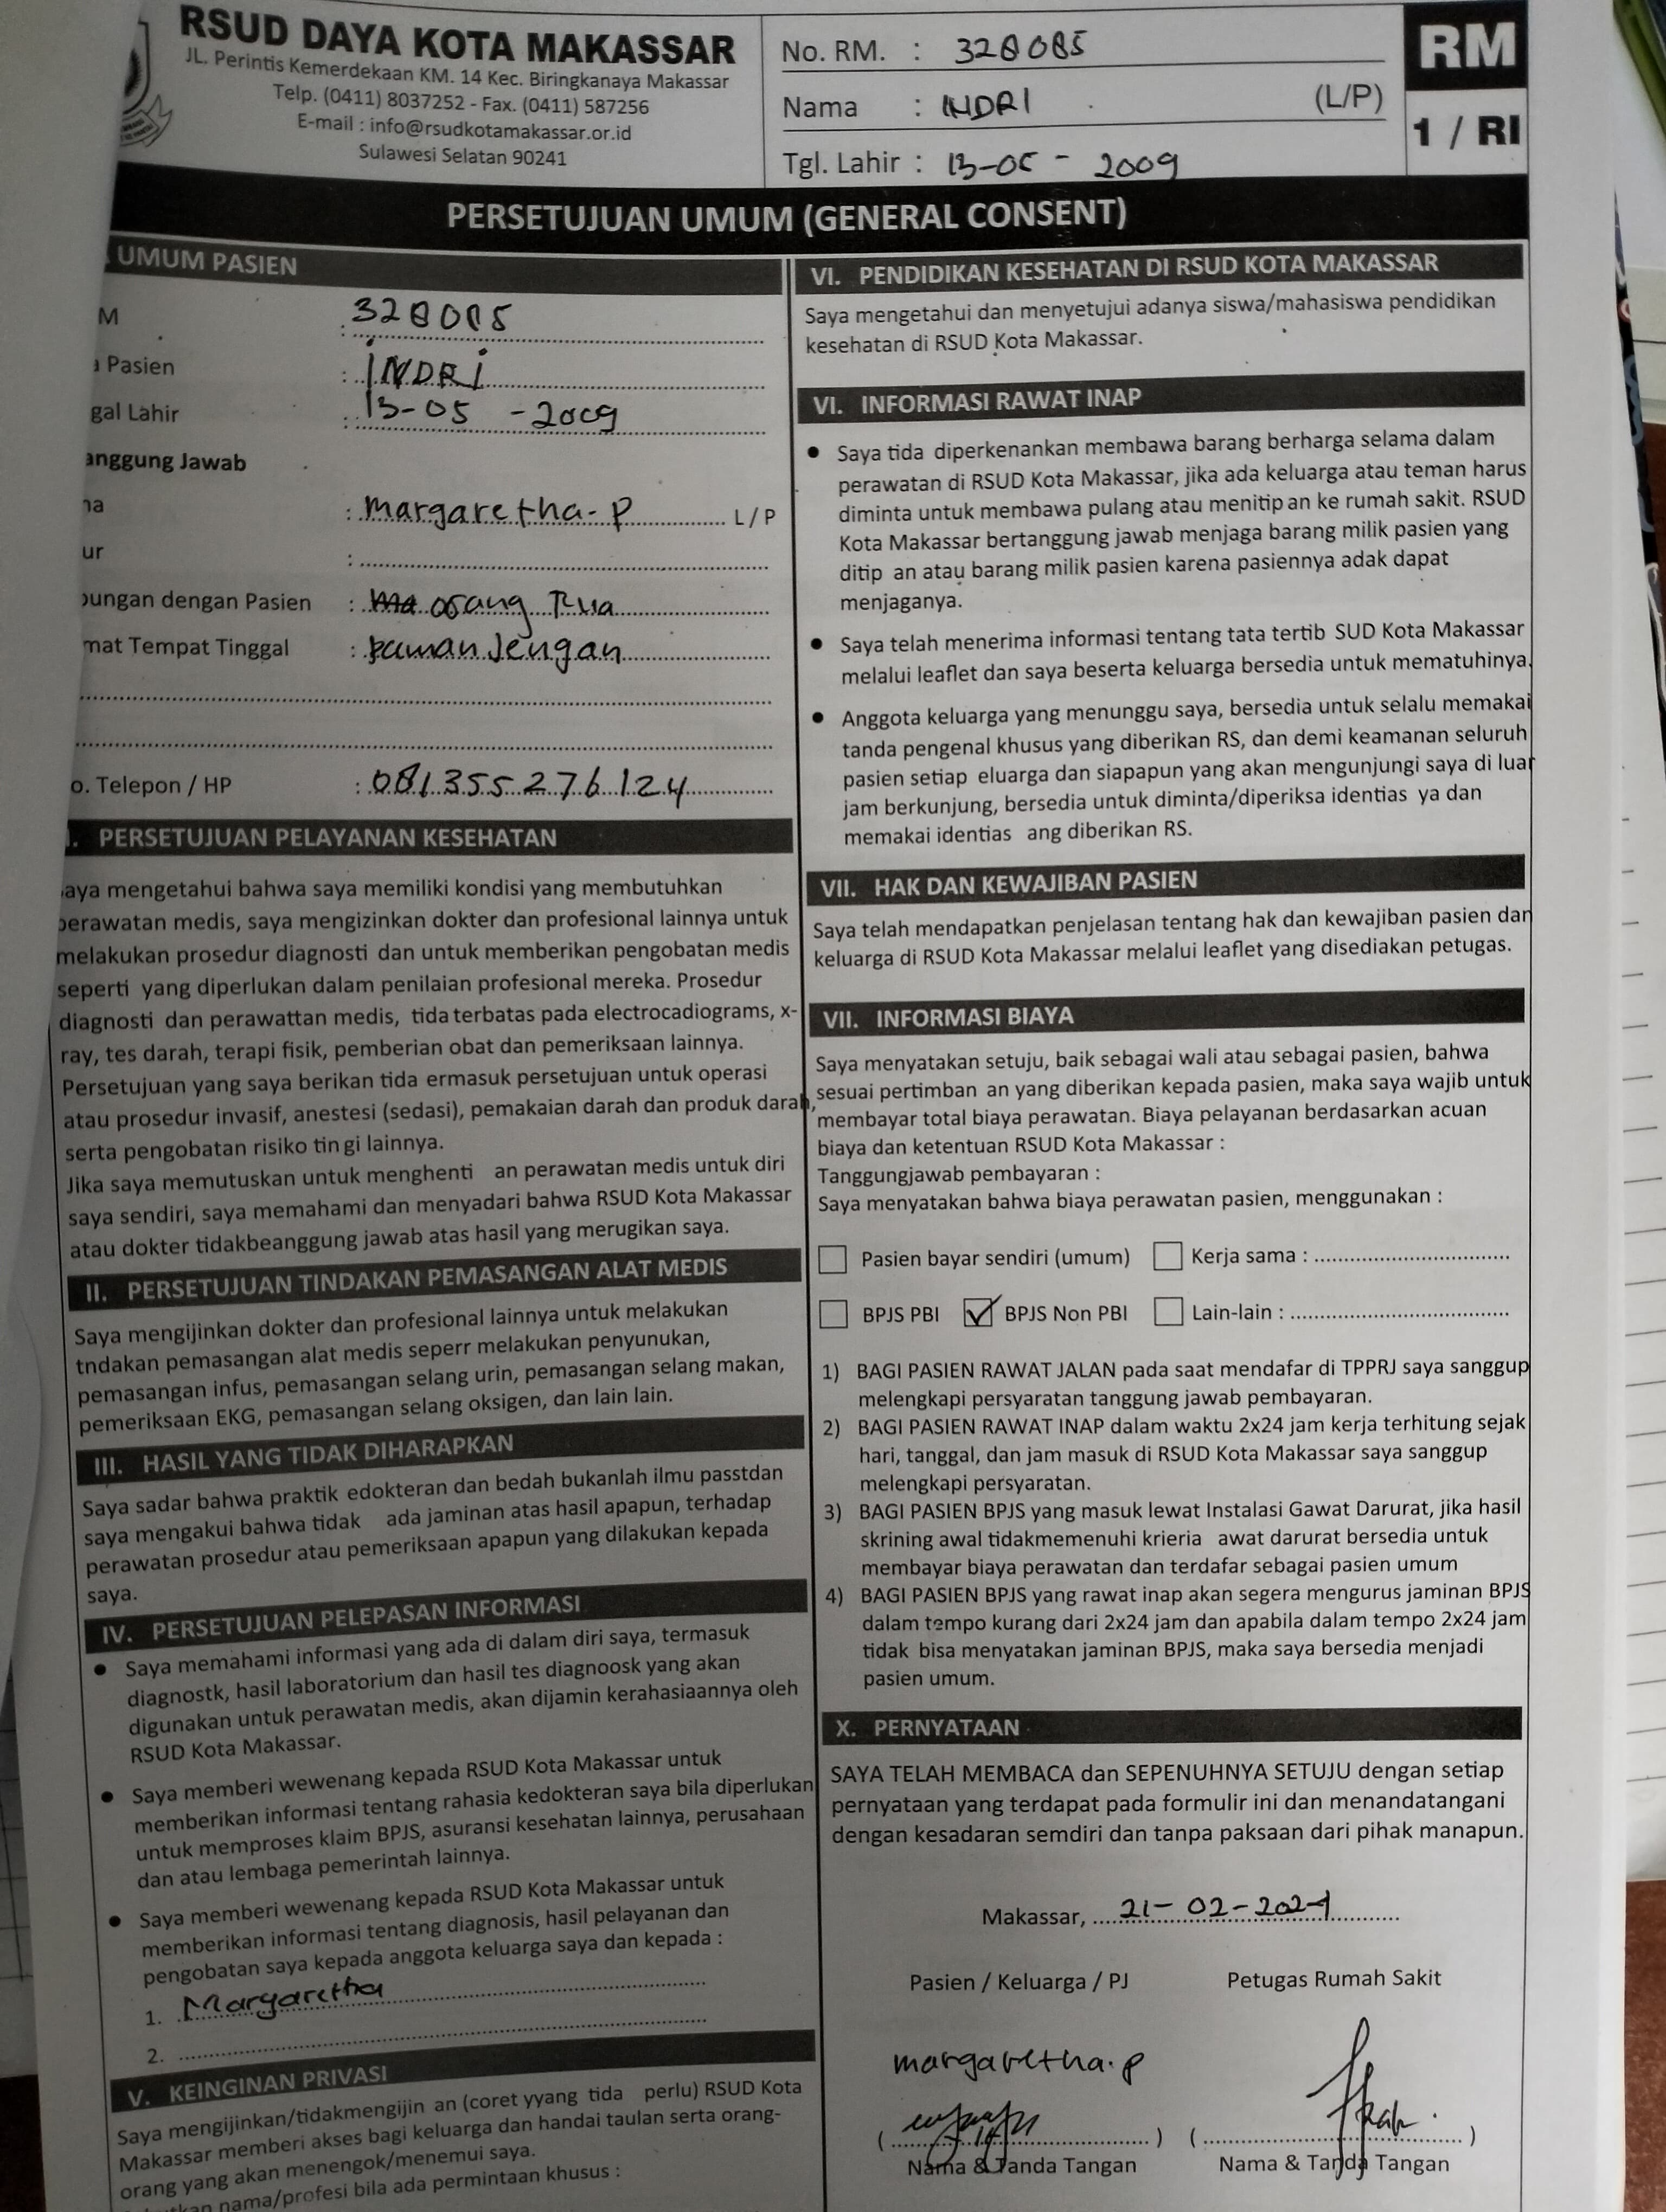 RSUD DAYA KOTA MAKASSAR
JL. Perintis Kemerdekaan KM. 14 Kec. Biringkanaya Makassar
Telp. (0411) 8037252 - Fax. (0411) 587256
E-mail : info@rsudkotamakassar.or.id
Sulawesi Selatan 90241
No. RM. : 328085
Nama : INDRI (L/P)
Tgl. Lahir : 13-05 - 2009
RM
1 / RI
PERSETUJUAN UMUM (GENERAL CONSENT)
UMUM PASIEN
M : 328085
Pasien : INDRI
gal Lahir : 13-05 - 2009
anggung Jawab
na : Margaretha-P L/P
ur :
ungan dengan Pasien : orang Tua
mat Tempat Tinggal :
o. Telepon / HP : 081355276124
. PERSETUJUAN PELAYANAN KESEHATAN
aya mengetahui bahwa saya memiliki kondisi yang membutuhkan
perawatan medis, saya mengizinkan dokter dan profesional lainnya untuk
melakukan prosedur diagnosti dan untuk memberikan pengobatan medis
seperti yang diperlukan dalam penilaian profesional mereka. Prosedur
diagnosti dan perawattan medis, tida terbatas pada electrocadiograms, x-
ray, tes darah, terapi fisik, pemberian obat dan pemeriksaan lainnya.
Persetujuan yang saya berikan tida ermasuk persetujuan untuk operasi
atau prosedur invasif, anestesi (sedasi), pemakaian darah dan produk darah,
serta pengobatan risiko tin gi lainnya.
Jika saya memutuskan untuk menghenti an perawatan medis untuk diri
saya sendiri, saya memahami dan menyadari bahwa RSUD Kota Makassar
atau dokter tidakbeanggung jawab atas hasil yang merugikan saya.
II. PERSETUJUAN TINDAKAN PEMASANGAN ALAT MEDIS
Saya mengijinkan dokter dan profesional lainnya untuk melakukan
tndakan pemasangan alat medis seperr melakukan penyunukan,
pemasangan infus, pemasangan selang urin, pemasangan selang makan,
pemeriksaan EKG, pemasangan selang oksigen, dan lain lain.
III. HASIL YANG TIDAK DIHARAPKAN
Saya sadar bahwa praktik edokteran dan bedah bukanlah ilmu passtdan
saya mengakui bahwa tidak ada jaminan atas hasil apapun, terhadap
perawatan prosedur atau pemeriksaan apapun yang dilakukan kepada
saya.
IV. PERSETUJUAN PELEPASAN INFORMASI
• Saya memahami informasi yang ada di dalam diri saya, termasuk
diagnostk, hasil laboratorium dan hasil tes diagnoosk yang akan
digunakan untuk perawatan medis, akan dijamin kerahasiaannya oleh
RSUD Kota Makassar.
• Saya memberi wewenang kepada RSUD Kota Makassar untuk
memberikan informasi tentang rahasia kedokteran saya bila diperlukan
untuk memproses klaim BPJS, asuransi kesehatan lainnya, perusahaan
dan atau lembaga pemerintah lainnya.
• Saya memberi wewenang kepada RSUD Kota Makassar untuk
memberikan informasi tentang diagnosis, hasil pelayanan dan
pengobatan saya kepada anggota keluarga saya dan kepada :
1. Margaretha
2.
V. KEINGINAN PRIVASI
Saya mengijinkan/tidakmengijin an (coret yyang tida perlu) RSUD Kota
Makassar memberi akses bagi keluarga dan handai taulan serta orang-
orang yang akan menengok/menemui saya.
kan nama/profesi bila ada permintaan khusus :
VI. PENDIDIKAN KESEHATAN DI RSUD KOTA MAKASSAR
Saya mengetahui dan menyetujui adanya siswa/mahasiswa pendidikan
kesehatan di RSUD Kota Makassar.
VI. INFORMASI RAWAT INAP
• Saya tida diperkenankan membawa barang berharga selama dalam
perawatan di RSUD Kota Makassar, jika ada keluarga atau teman harus
diminta untuk membawa pulang atau menitip an ke rumah sakit. RSUD
Kota Makassar bertanggung jawab menjaga barang milik pasien yang
ditip an atau barang milik pasien karena pasiennya adak dapat
menjaganya.
• Saya telah menerima informasi tentang tata tertib SUD Kota Makassar
melalui leaflet dan saya beserta keluarga bersedia untuk mematuhinya.
• Anggota keluarga yang menunggu saya, bersedia untuk selalu memakai
tanda pengenal khusus yang diberikan RS, dan demi keamanan seluruh
pasien setiap eluarga dan siapapun yang akan mengunjungi saya di luar
jam berkunjung, bersedia untuk diminta/diperiksa identias ya dan
memakai identias ang diberikan RS.
VII. HAK DAN KEWAJIBAN PASIEN
Saya telah mendapatkan penjelasan tentang hak dan kewajiban pasien dan
keluarga di RSUD Kota Makassar melalui leaflet yang disediakan petugas.
VII. INFORMASI BIAYA
Saya menyatakan setuju, baik sebagai wali atau sebagai pasien, bahwa
sesuai pertimban an yang diberikan kepada pasien, maka saya wajib untuk
membayar total biaya perawatan. Biaya pelayanan berdasarkan acuan
biaya dan ketentuan RSUD Kota Makassar :
Tanggungjawab pembayaran :
Saya menyatakan bahwa biaya perawatan pasien, menggunakan :
Pasien bayar sendiri (umum) Kerja sama :
BPJS PBI ✓ BPJS Non PBI Lain-lain :
1) BAGI PASIEN RAWAT JALAN pada saat mendafar di TPPRJ saya sanggup
melengkapi persyaratan tanggung jawab pembayaran.
2) BAGI PASIEN RAWAT INAP dalam waktu 2x24 jam kerja terhitung sejak
hari, tanggal, dan jam masuk di RSUD Kota Makassar saya sanggup
melengkapi persyaratan.
3) BAGI PASIEN BPJS yang masuk lewat Instalasi Gawat Darurat, jika hasil
skrining awal tidakmemenuhi krieria awat darurat bersedia untuk
membayar biaya perawatan dan terdafar sebagai pasien umum
4) BAGI PASIEN BPJS yang rawat inap akan segera mengurus jaminan BPJS
dalam tempo kurang dari 2x24 jam dan apabila dalam tempo 2x24 jam
tidak bisa menyatakan jaminan BPJS, maka saya bersedia menjadi
pasien umum.
X. PERNYATAAN
SAYA TELAH MEMBACA dan SEPENUHNYA SETUJU dengan setiap
pernyataan yang terdapat pada formulir ini dan menandatangani
dengan kesadaran semdiri dan tanpa paksaan dari pihak manapun.
Makassar, 21-02-2024
Pasien / Keluarga / PJ Petugas Rumah Sakit
margaretha.p
( ) ( )
Nama & Tanda Tangan Nama & Tanda Tangan